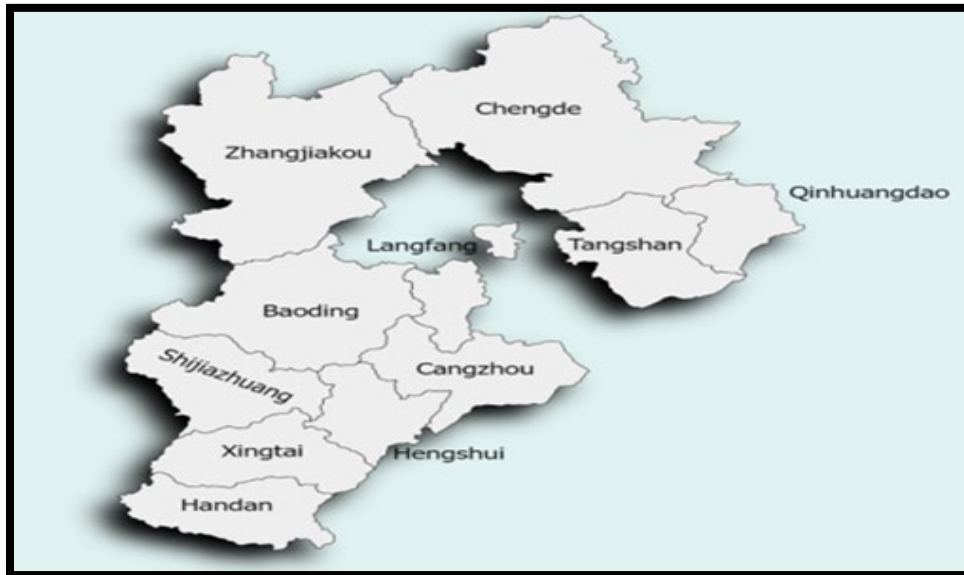 Chengde
Zhangjiakou
Qinhuangdao
Langfang
Tangshan
Baoding
Shijiazhuang
Cangzhou
Xingtai
Hengshui
Handan